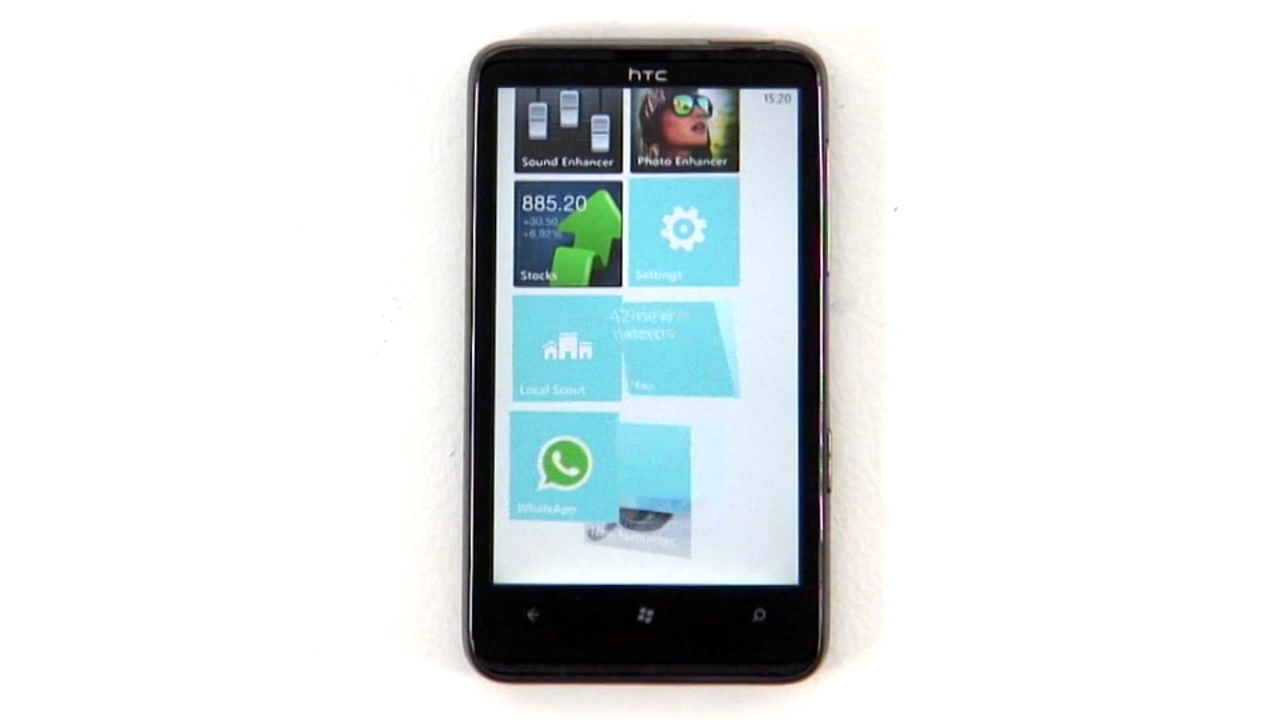 hTC
15:20
Sound Enhancer
Photo Enhancer
885.20
+30.50
Stocks
Settings
Local Scout
WhatsApp